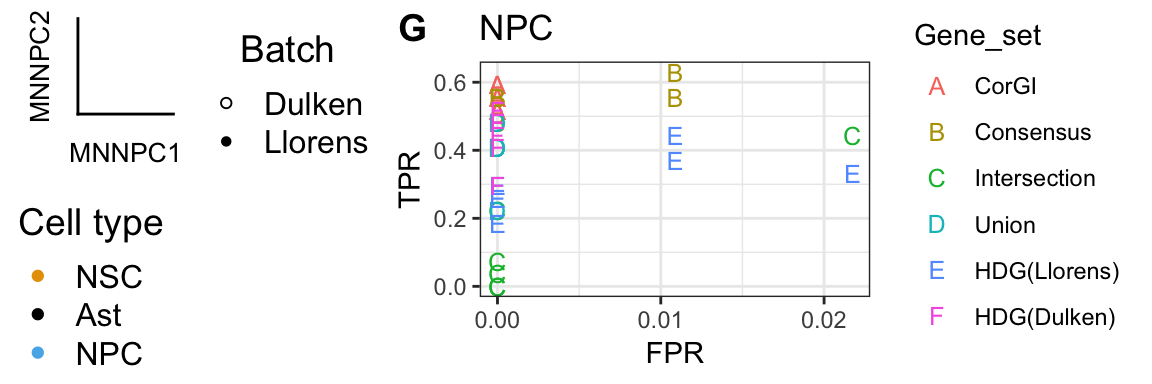 MNNPC2
MNNPC1
Batch
Dulken
Llorens
Cell type
NSC
Ast
NPC
G NPC
TPR
0.6
0.4
0.2
0.0
B
B
E
E
C
E
D
E
C
C
C
0.00 0.01 0.02
FPR
Gene_set
A CorGI
B Consensus
C Intersection
D Union
E HDG(Llorens)
F HDG(Dulken)